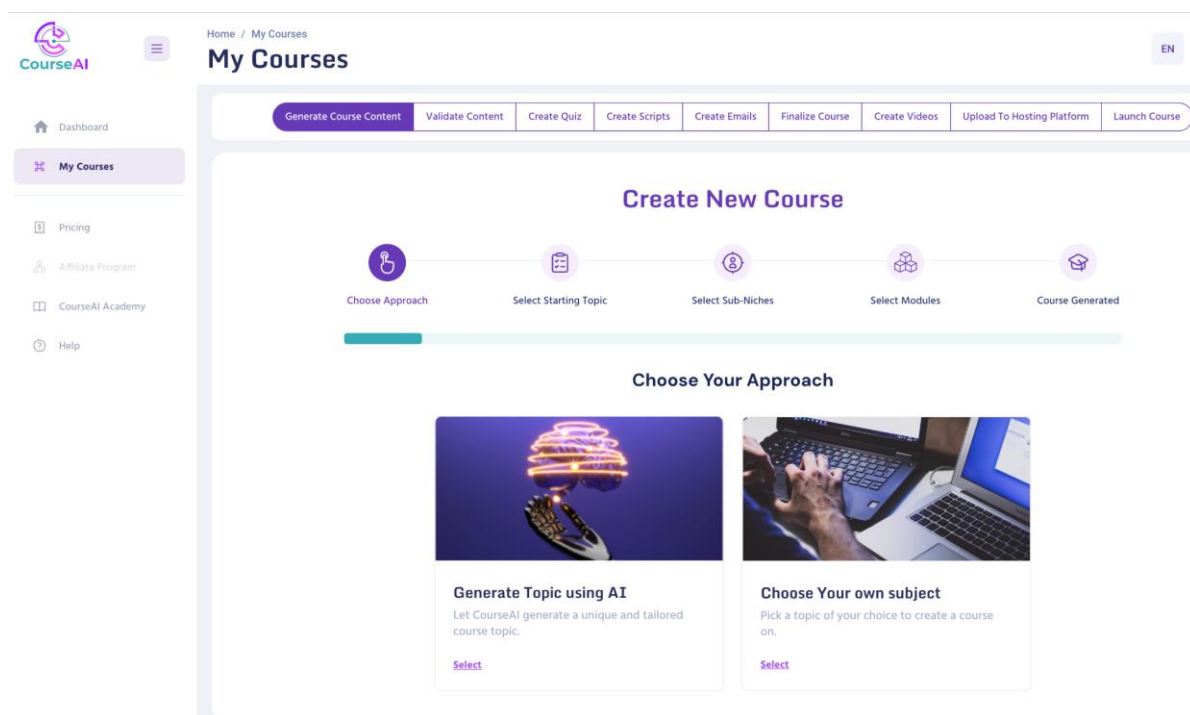 CourseAI
Home / My Courses
My Courses
EN
Dashboard
My Courses
Pricing
Affiliate Program
CourseAI Academy
Help
Generate Course Content
Validate Content
Create Quiz
Create Scripts
Create Emails
Finalize Course
Create Videos
Upload To Hosting Platform
Launch Course
Create New Course
Choose Approach
Select Starting Topic
Select Sub-Niches
Select Modules
Course Generated
Choose Your Approach
Generate Topic using AI
Let CourseAI generate a unique and tailored
course topic.
Select
Choose Your own subject
Pick a topic of your choice to create a course
on.
Select